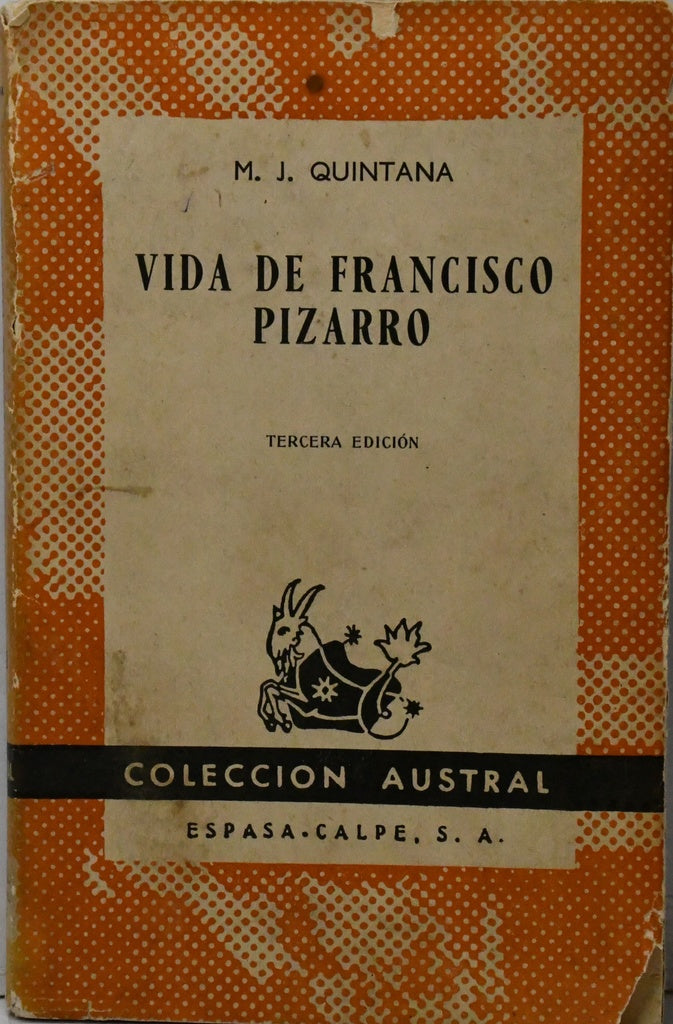 M. J. QUINTANA
VIDA DE FRANCISCO
PIZARRO
TERCERA EDICIÓN
COLECCION AUSTRAL
ESPASA-CALPE, S. A.